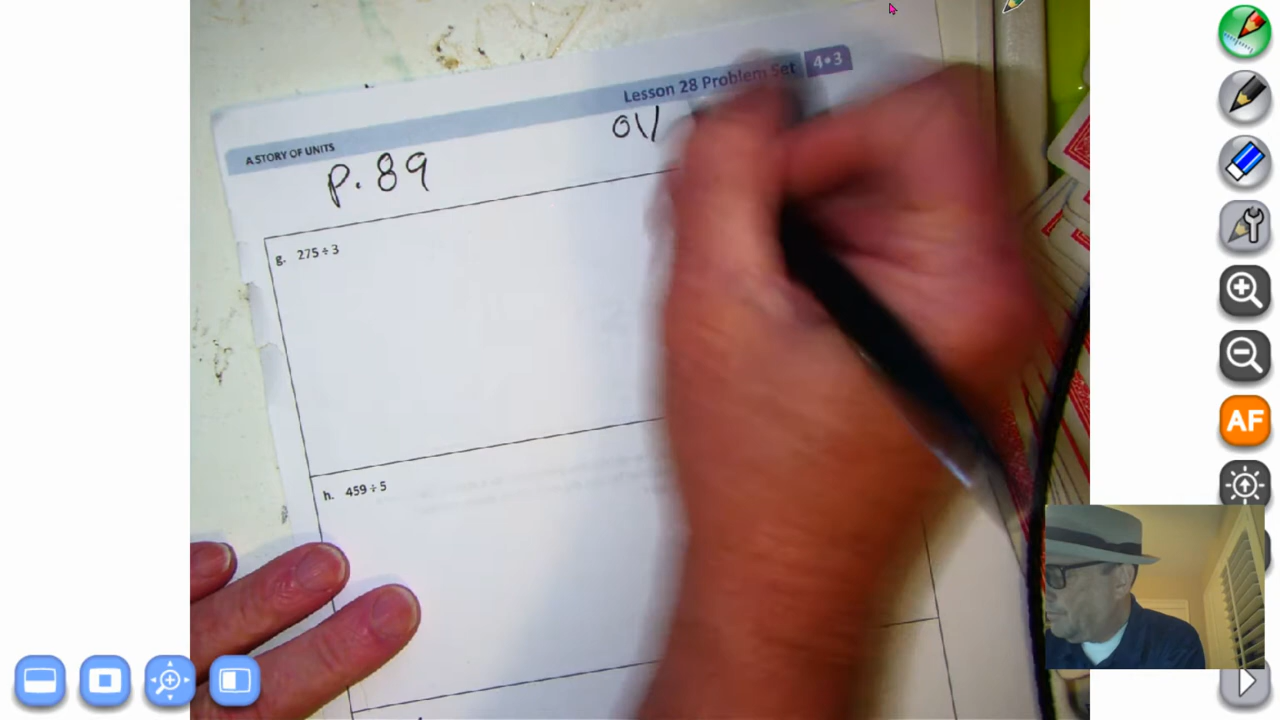 Lesson 28 Problem Set 4•3
A STORY OF UNITS
p. 89
g. 275 ÷ 3
h. 459 ÷ 5
AF